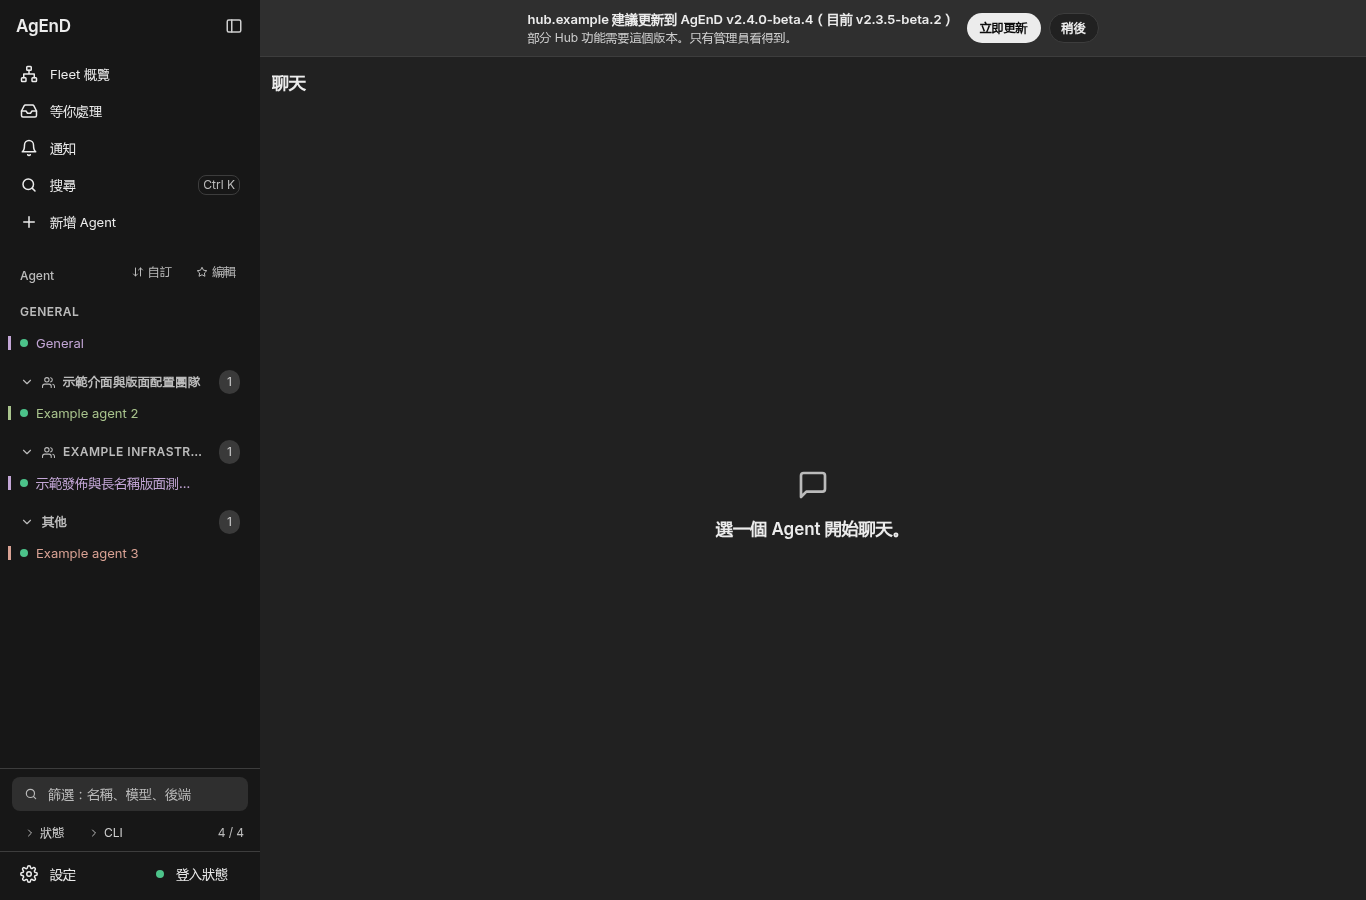 AgEnD
Fleet 概覽
等你處理
通知
搜尋
Ctrl K
新增 Agent
Agent
自訂
編輯
GENERAL
General
示範介面與版面配置團隊
1
Example agent 2
EXAMPLE INFRASTR...
1
示範發佈與長名稱版面測...
其他
1
Example agent 3
篩選：名稱、模型、後端
狀態
CLI
4 / 4
設定
登入狀態
hub.example 建議更新到 AgEnD v2.4.0-beta.4（目前 v2.3.5-beta.2）
部分 Hub 功能需要這個版本。只有管理員看得到。
立即更新
稍後
聊天
選一個 Agent 開始聊天。